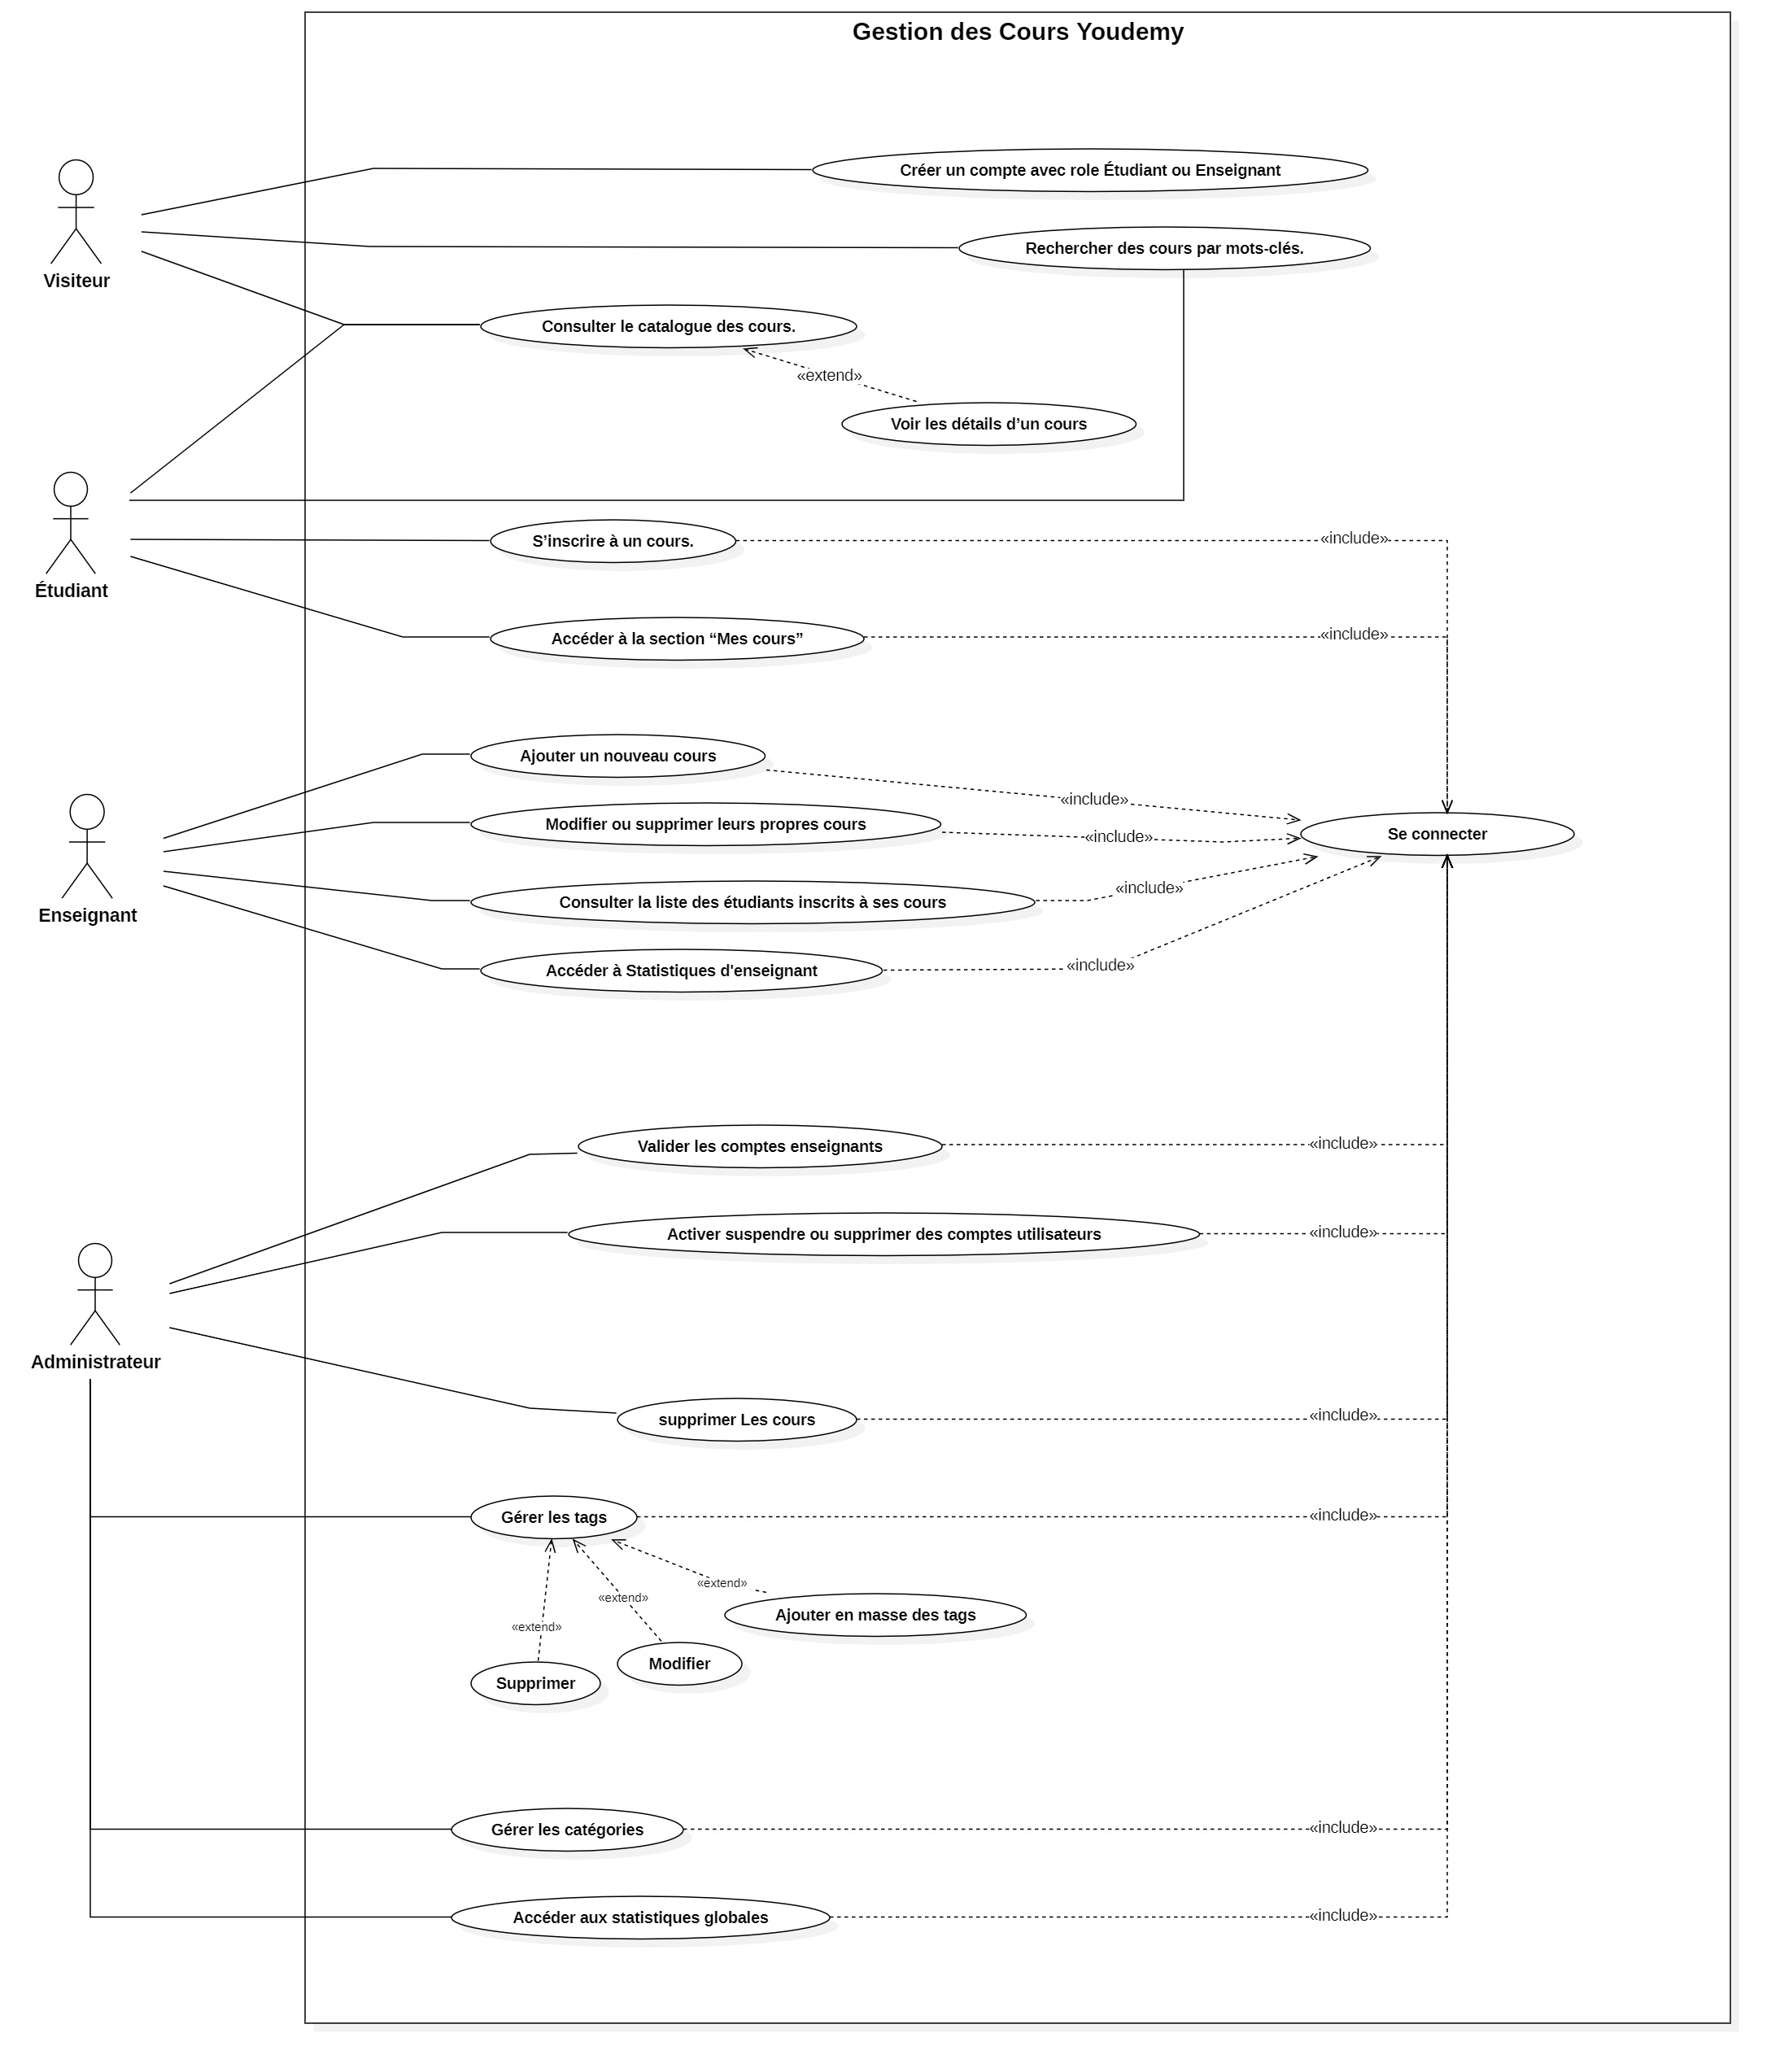 Gestion des Cours Youdemy
Créer un compte avec role Étudiant ou Enseignant
Rechercher des cours par mots-clés.
Visiteur
Consulter le catalogue des cours.
«extend»
Voir les détails d’un cours
S’inscrire à un cours.
«include»
Étudiant
Accéder à la section “Mes cours”
«include»
Ajouter un nouveau cours
«include»
Modifier ou supprimer leurs propres cours
«include»
Se connecter
«include»
Consulter la liste des étudiants inscrits à ses cours
Enseignant
Accéder à Statistiques d'enseignant
«include»
Valider les comptes enseignants
«include»
Activer suspendre ou supprimer des comptes utilisateurs
«include»
Administrateur
supprimer Les cours
«include»
Gérer les tags
«include»
«extend»
«extend»
«extend»
Ajouter en masse des tags
Modifier
Supprimer
Gérer les catégories
«include»
Accéder aux statistiques globales
«include»